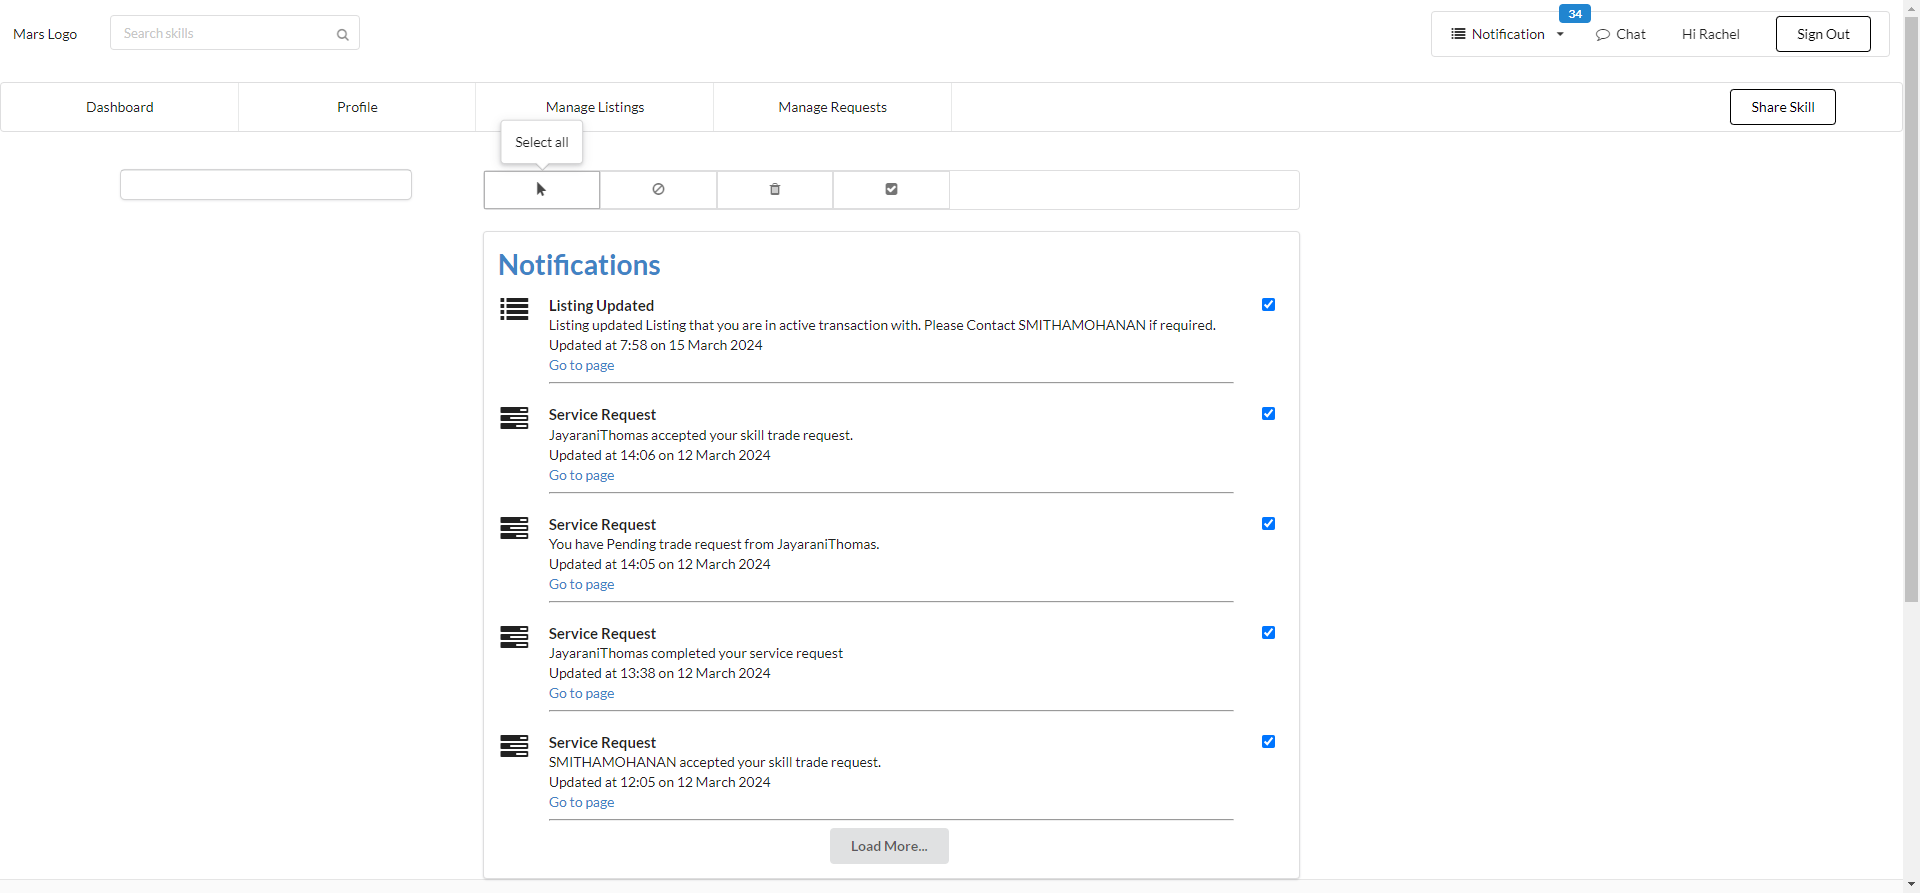 Mars Logo
Search skills
34
Notification
Chat
Hi Rachel
Sign Out
Dashboard
Profile
Manage Listings
Manage Requests
Share Skill
Select all
Notifications
Listing Updated
Listing updated Listing that you are in active transaction with. Please Contact SMITHAMOHANAN if required.
Updated at 7:58 on 15 March 2024
Go to page
Service Request
JayaraniThomas accepted your skill trade request.
Updated at 14:06 on 12 March 2024
Go to page
Service Request
You have Pending trade request from JayaraniThomas.
Updated at 14:05 on 12 March 2024
Go to page
Service Request
JayaraniThomas completed your service request
Updated at 13:38 on 12 March 2024
Go to page
Service Request
SMITHAMOHANAN accepted your skill trade request.
Updated at 12:05 on 12 March 2024
Go to page
Load More...